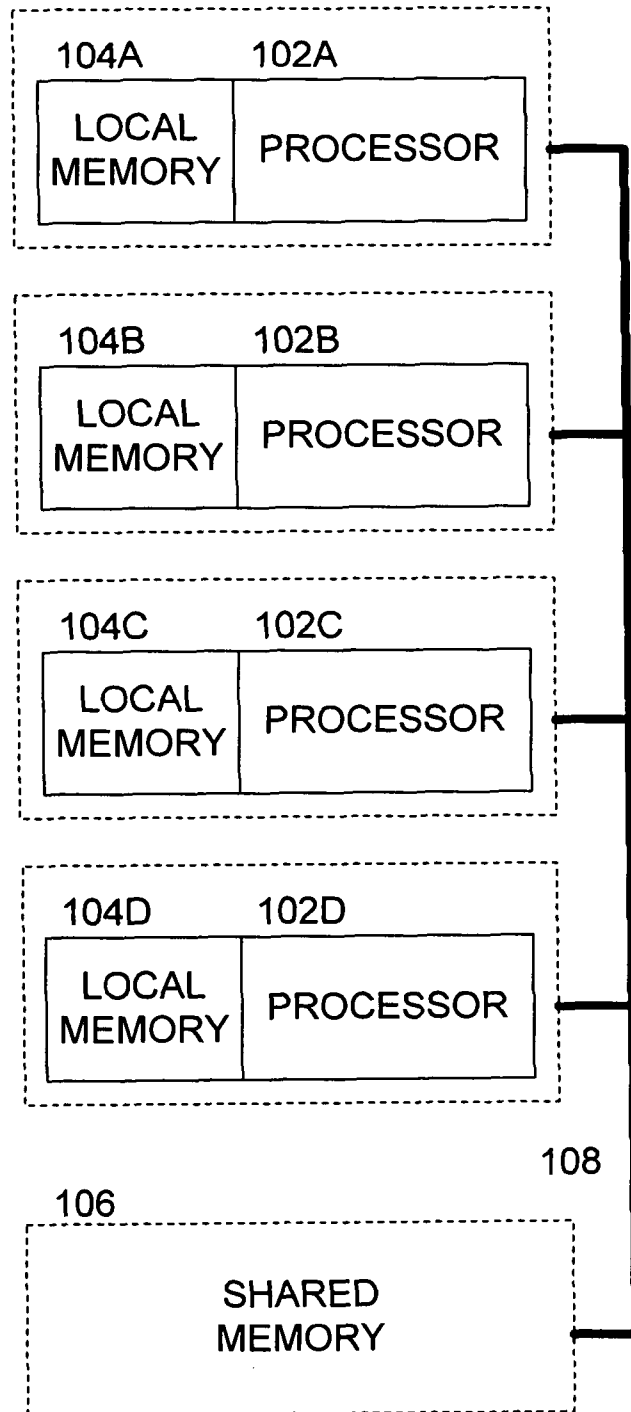 104A 102A
LOCAL
MEMORY
PROCESSOR
104B 102B
LOCAL
MEMORY
PROCESSOR
104C 102C
LOCAL
MEMORY
PROCESSOR
104D 102D
LOCAL
MEMORY
PROCESSOR
108
106
SHARED
MEMORY